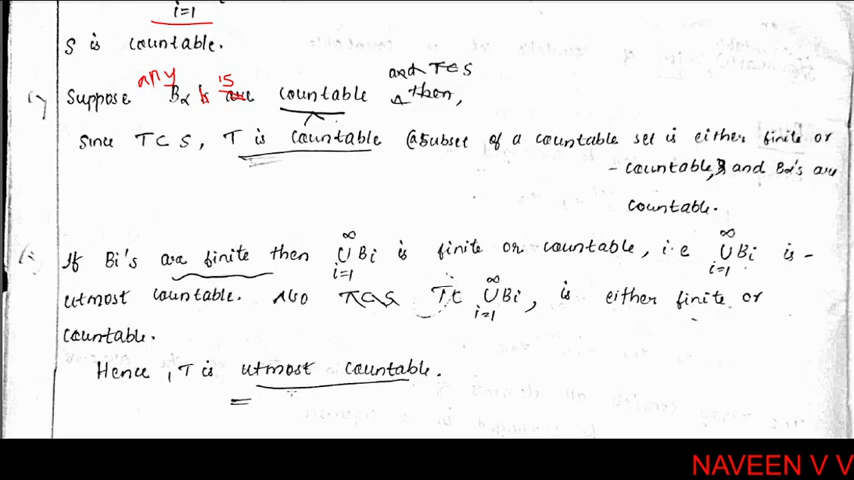 i=1
S is countable.
any is and T⊂S
Suppose Bα are countable then,
Since T⊂S, T is countable (a subset of a countable set is either finite or
- countable, and Bα's are
countable.
If Bi's are finite then ∞∪i=1 Bi is finite or countable, i.e ∞∪i=1 Bi is -
utmost countable. Also T⊂S T⊂ ∞∪i=1 Bi, is either finite or
countable.
Hence, T is utmost countable.
NAVEEN V V